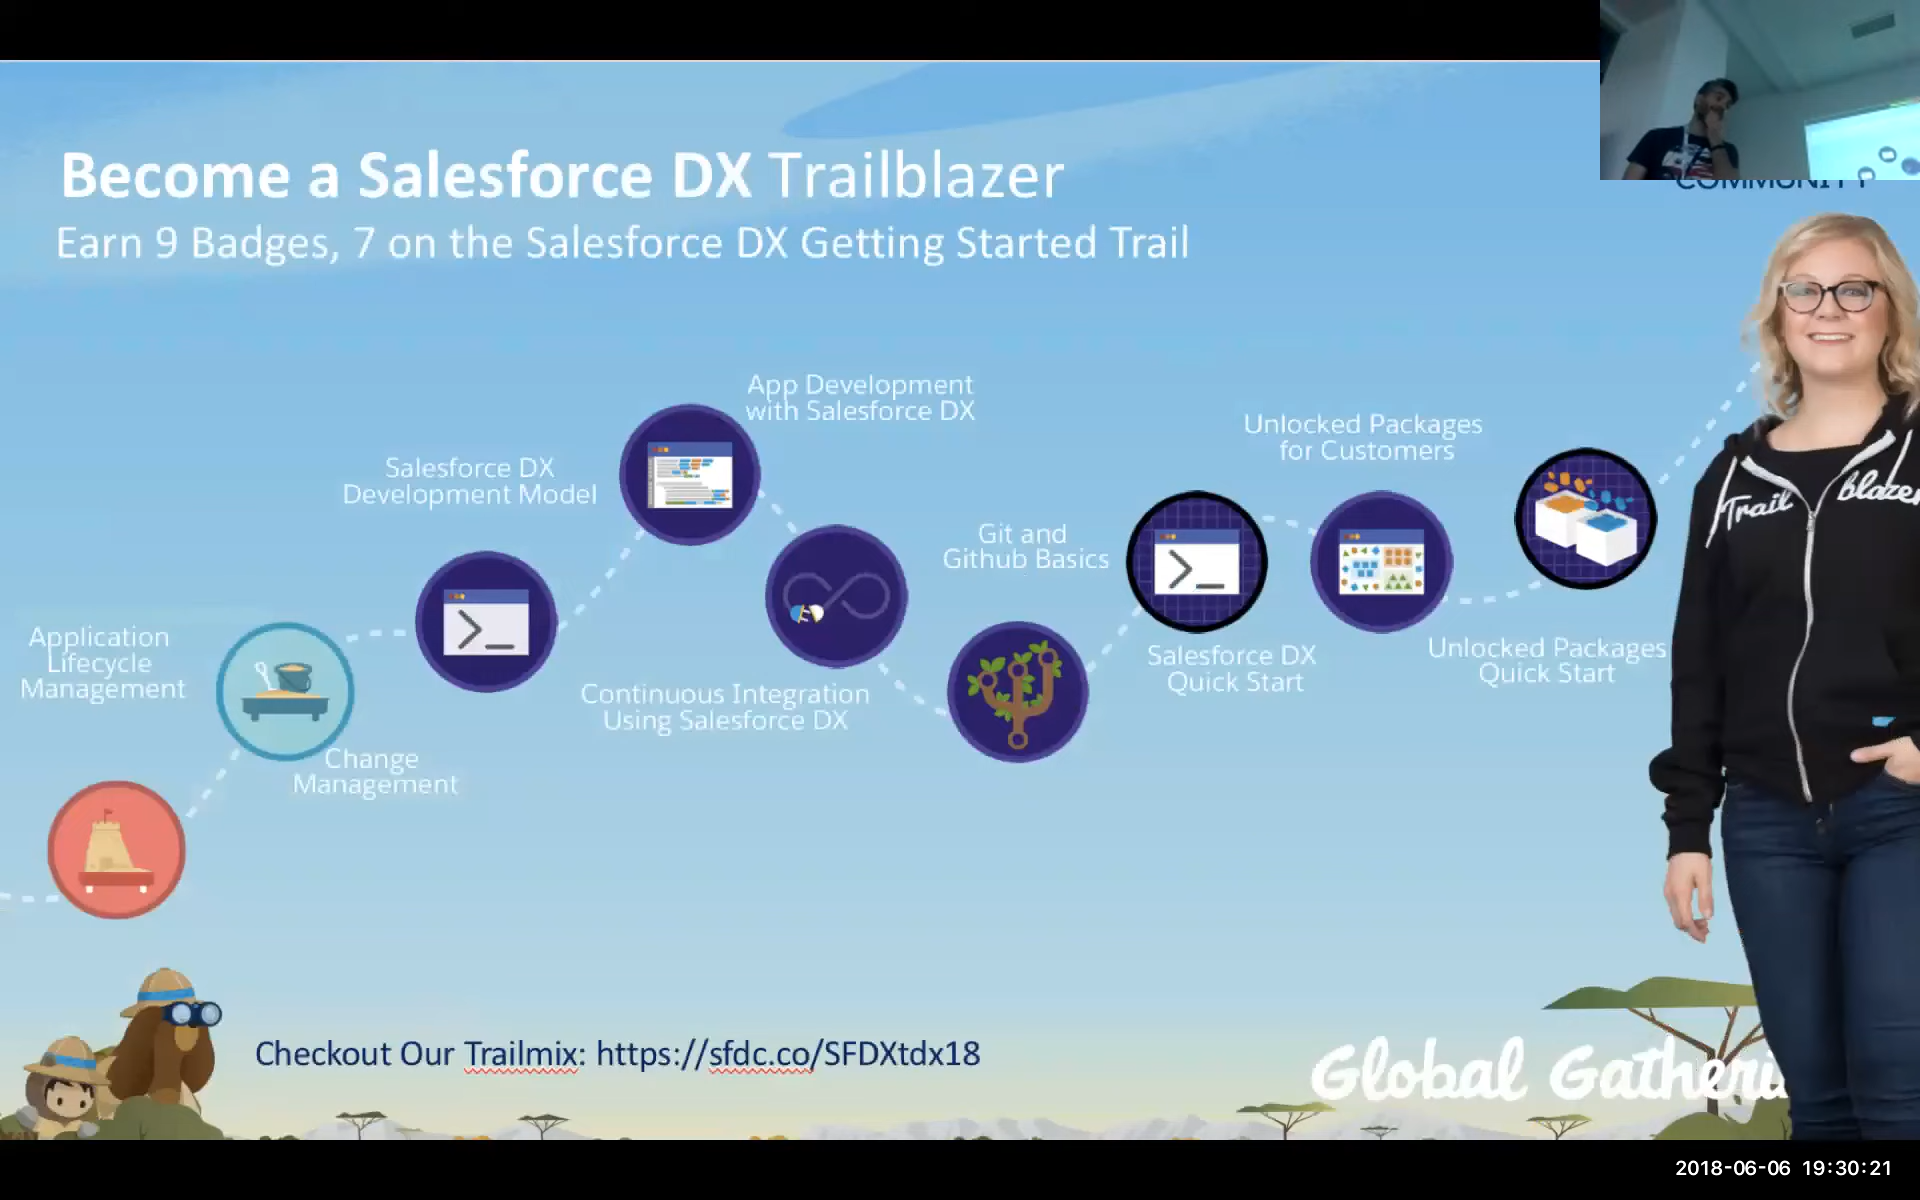 COMMUNITY
Become a Salesforce DX Trailblazer
Earn 9 Badges, 7 on the Salesforce DX Getting Started Trail
App Development
with Salesforce DX
Unlocked Packages
for Customers
Salesforce DX
Development Model
Trail blazer
Git and
Github Basics
Application
Lifecycle
Management
Continuous Integration
Using Salesforce DX
Salesforce DX
Quick Start
Unlocked Packages
Quick Start
Change
Management
Checkout Our Trailmix: https://sfdc.co/SFDXtdx18
Global Gatheri
2018-06-06 19:30:21